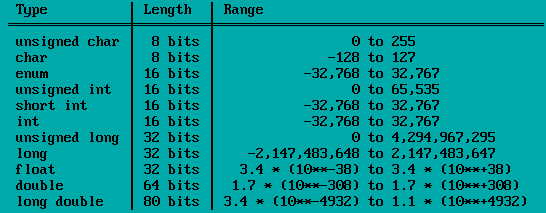 Type Length Range
unsigned char 8 bits 0 to 255
char 8 bits -128 to 127
enum 16 bits -32,768 to 32,767
unsigned int 16 bits 0 to 65,535
short int 16 bits -32,768 to 32,767
int 16 bits -32,768 to 32,767
unsigned long 32 bits 0 to 4,294,967,295
long 32 bits -2,147,483,648 to 2,147,483,647
float 32 bits 3.4 * (10**-38) to 3.4 * (10**+38)
double 64 bits 1.7 * (10**-308) to 1.7 * (10**+308)
long double 80 bits 3.4 * (10**-4932) to 1.1 * (10**+4932)